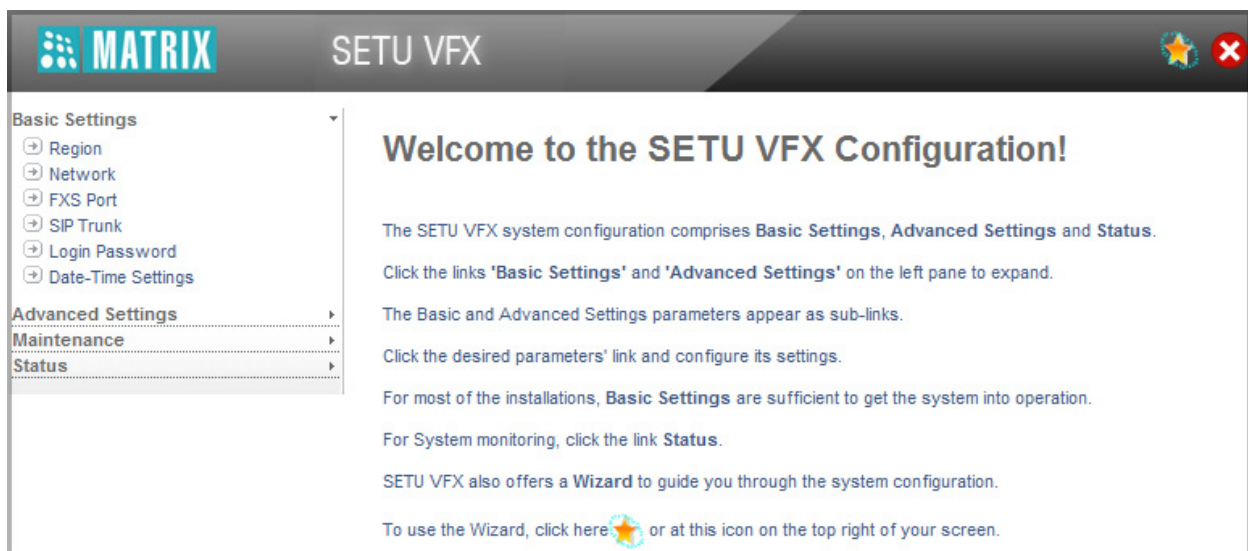 MATRIX
SETU VFX
Basic Settings
Region
Network
FXS Port
SIP Trunk
Login Password
Date-Time Settings
Advanced Settings
Maintenance
Status
Welcome to the SETU VFX Configuration!
The SETU VFX system configuration comprises Basic Settings, Advanced Settings and Status.
Click the links 'Basic Settings' and 'Advanced Settings' on the left pane to expand.
The Basic and Advanced Settings parameters appear as sub-links.
Click the desired parameters' link and configure its settings.
For most of the installations, Basic Settings are sufficient to get the system into operation.
For System monitoring, click the link Status.
SETU VFX also offers a Wizard to guide you through the system configuration.
To use the Wizard, click here or at this icon on the top right of your screen.